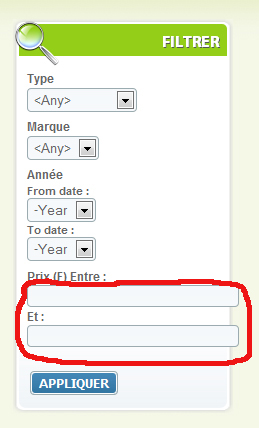 FILTRER
Type
<Any>
Marque
<Any>
Année
From date :
-Year
To date :
-Year
Prix (F) Entre :
Et :
APPLIQUER